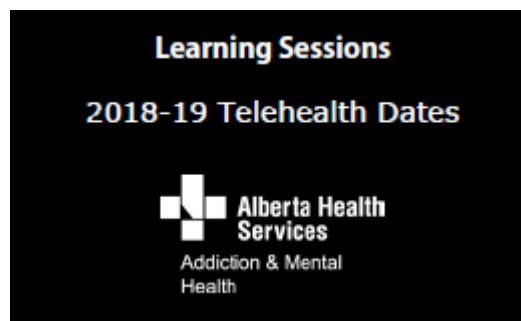 Learning Sessions
2018-19 Telehealth Dates
Alberta Health
Services
Addiction & Mental
Health